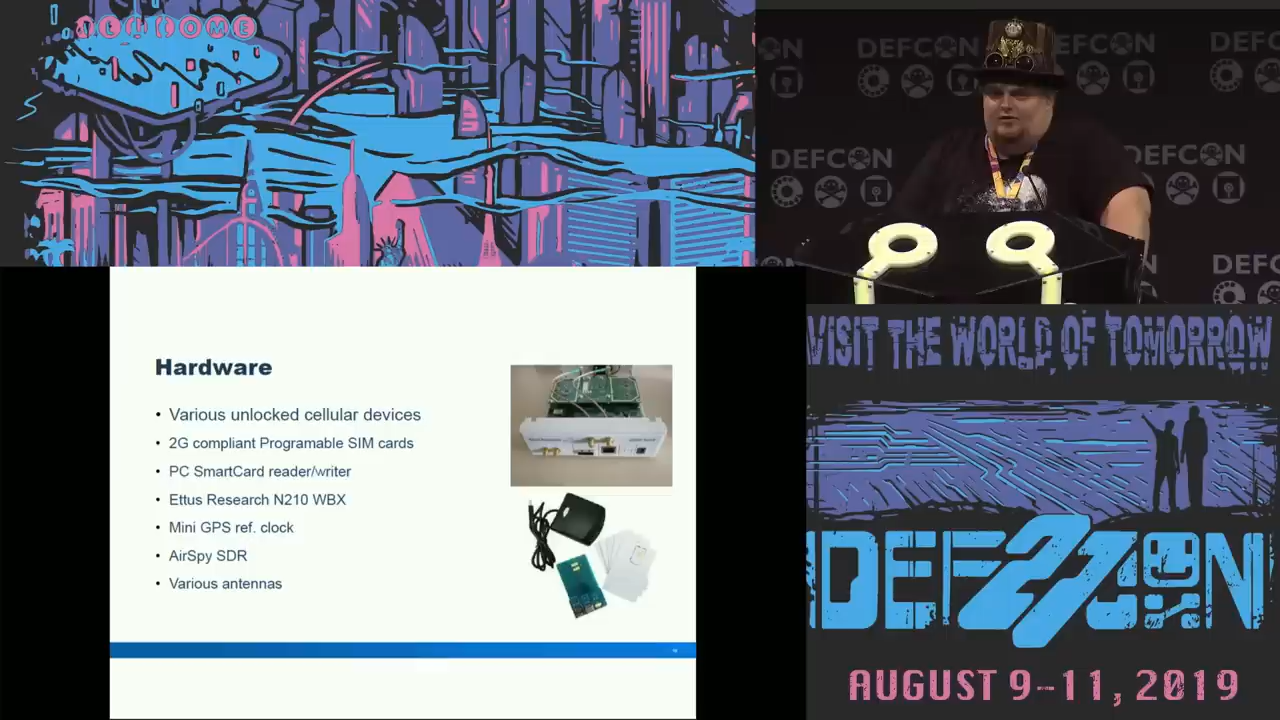 WELCOME
DEFCON
DEFCON
DEFCON
DEFCON
DEFCON
Hardware
• Various unlocked cellular devices
• 2G compliant Programable SIM cards
• PC SmartCard reader/writer
• Ettus Research N210 WBX
• Mini GPS ref. clock
• AirSpy SDR
• Various antennas
VISIT THE WORLD OF TOMORROW
DEF CON
27
AUGUST 9-11, 2019